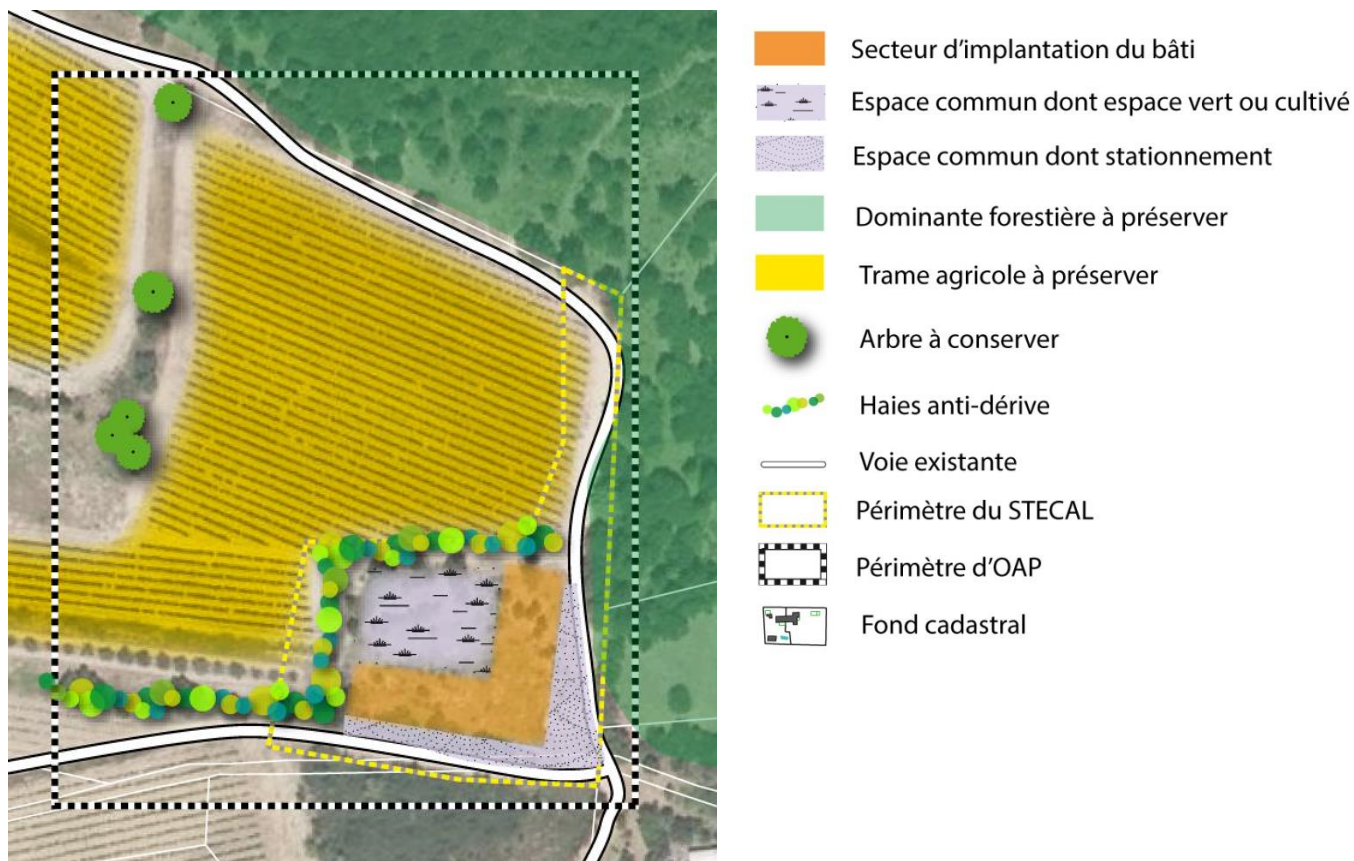 Secteur d'implantation du bâti
Espace commun dont espace vert ou cultivé
Espace commun dont stationnement
Dominante forestière à préserver
Trame agricole à préserver
Arbre à conserver
Haies anti-dérive
Voie existante
Périmètre du STECAL
Périmètre d'OAP
Fond cadastral